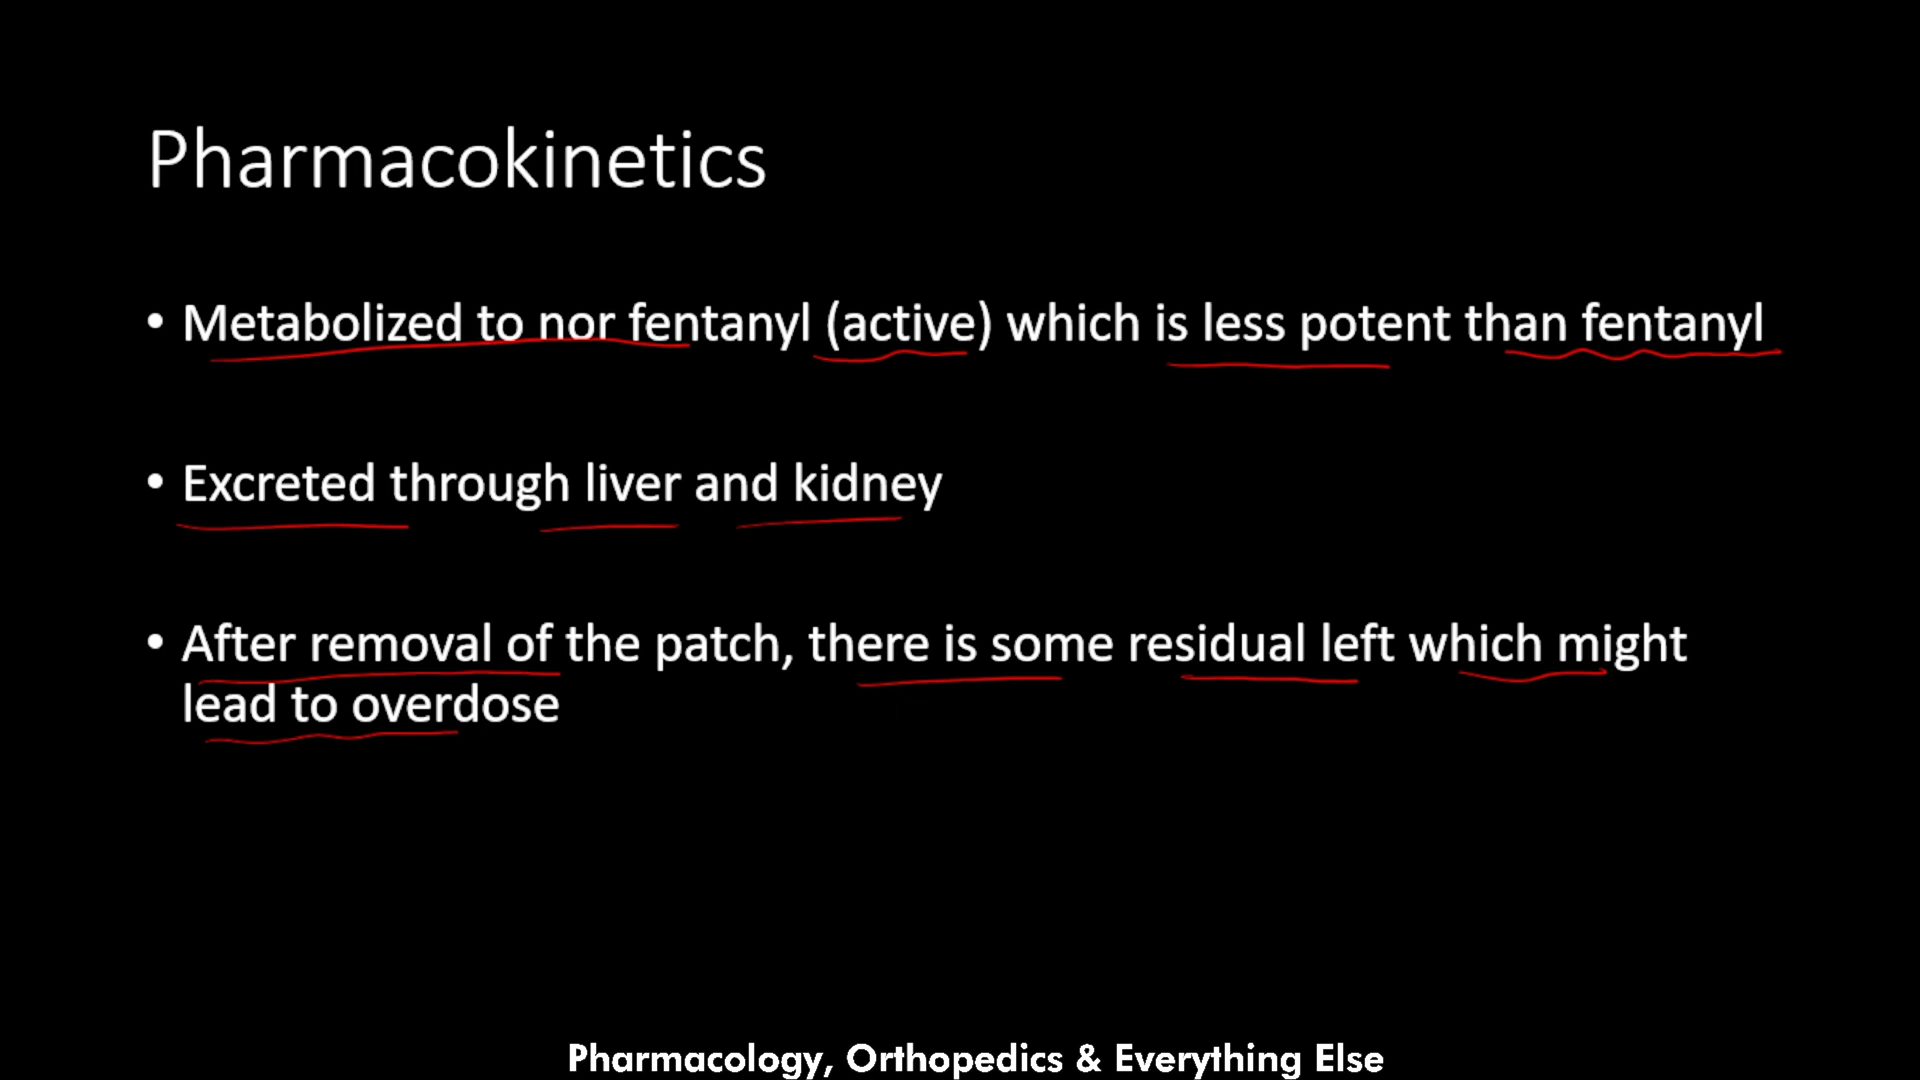 Pharmacokinetics
• Metabolized to nor fentanyl (active) which is less potent than fentanyl
• Excreted through liver and kidney
• After removal of the patch, there is some residual left which might
lead to overdose
Pharmacology, Orthopedics & Everything Else